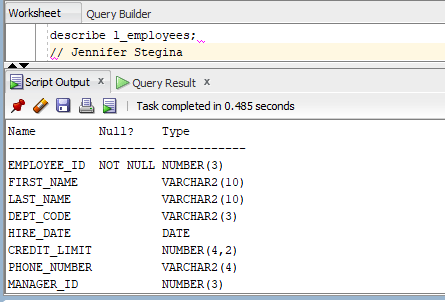 Worksheet Query Builder
describe l_employees;
// Jennifer Stegina
Script Output x Query Result x
Task completed in 0.485 seconds
Name Null? Type
------------ -------- ------------
EMPLOYEE_ID NOT NULL NUMBER(3)
FIRST_NAME VARCHAR2(10)
LAST_NAME VARCHAR2(10)
DEPT_CODE VARCHAR2(3)
HIRE_DATE DATE
CREDIT_LIMIT NUMBER(4,2)
PHONE_NUMBER VARCHAR2(4)
MANAGER_ID NUMBER(3)